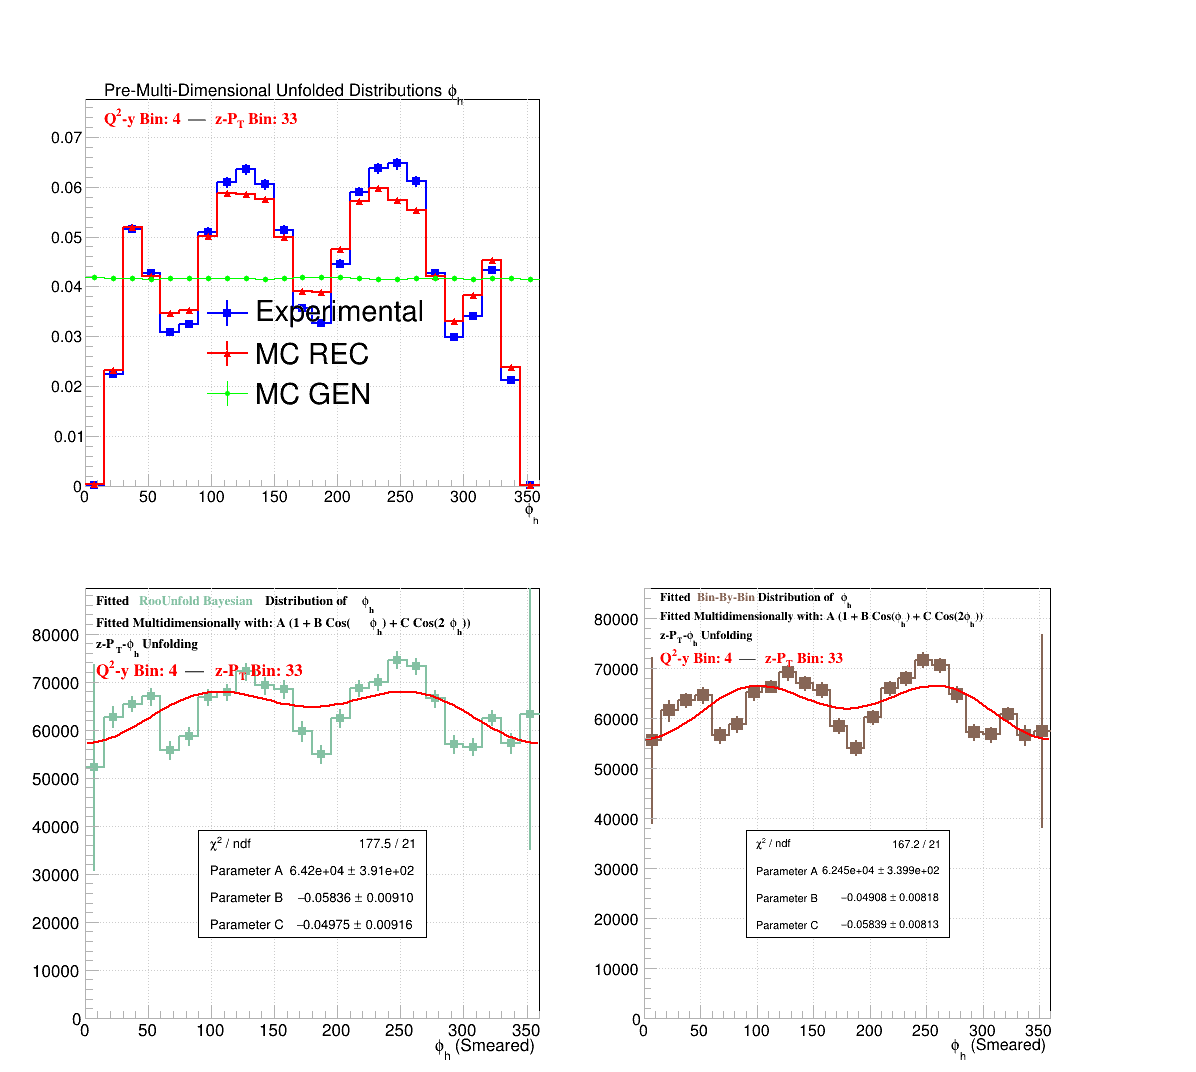 Pre-Multi-Dimensional Unfolded Distributions ϕh
Q2-y Bin: 4 — z-PT Bin: 33
0.07
0.06
0.05
0.04
0.03
0.02
0.01
0
Experimental
MC REC
MC GEN
0 50 100 150 200 250 300 350
ϕh
Fitted RooUnfold Bayesian Distribution of ϕh
Fitted Multidimensionally with: A (1 + B Cos( ϕh) + C Cos(2 ϕh))
z-PT-ϕh Unfolding
Q2-y Bin: 4 — z-PT Bin: 33
80000
70000
60000
50000
40000
30000
20000
10000
0
χ2 / ndf 177.5 / 21
Parameter A 6.42e+04 ± 3.91e+02
Parameter B −0.05836 ± 0.00910
Parameter C −0.04975 ± 0.00916
0 50 100 150 200 250 300 350
ϕh (Smeared)
Fitted Bin-By-Bin Distribution of ϕh
Fitted Multidimensionally with: A (1 + B Cos(ϕh) + C Cos(2ϕh))
z-PT-ϕh Unfolding
Q2-y Bin: 4 — z-PT Bin: 33
80000
70000
60000
50000
40000
30000
20000
10000
0
χ2 / ndf 167.2 / 21
Parameter A 6.245e+04 ± 3.399e+02
Parameter B −0.04908 ± 0.00818
Parameter C −0.05839 ± 0.00813
0 50 100 150 200 250 300 350
ϕh (Smeared)